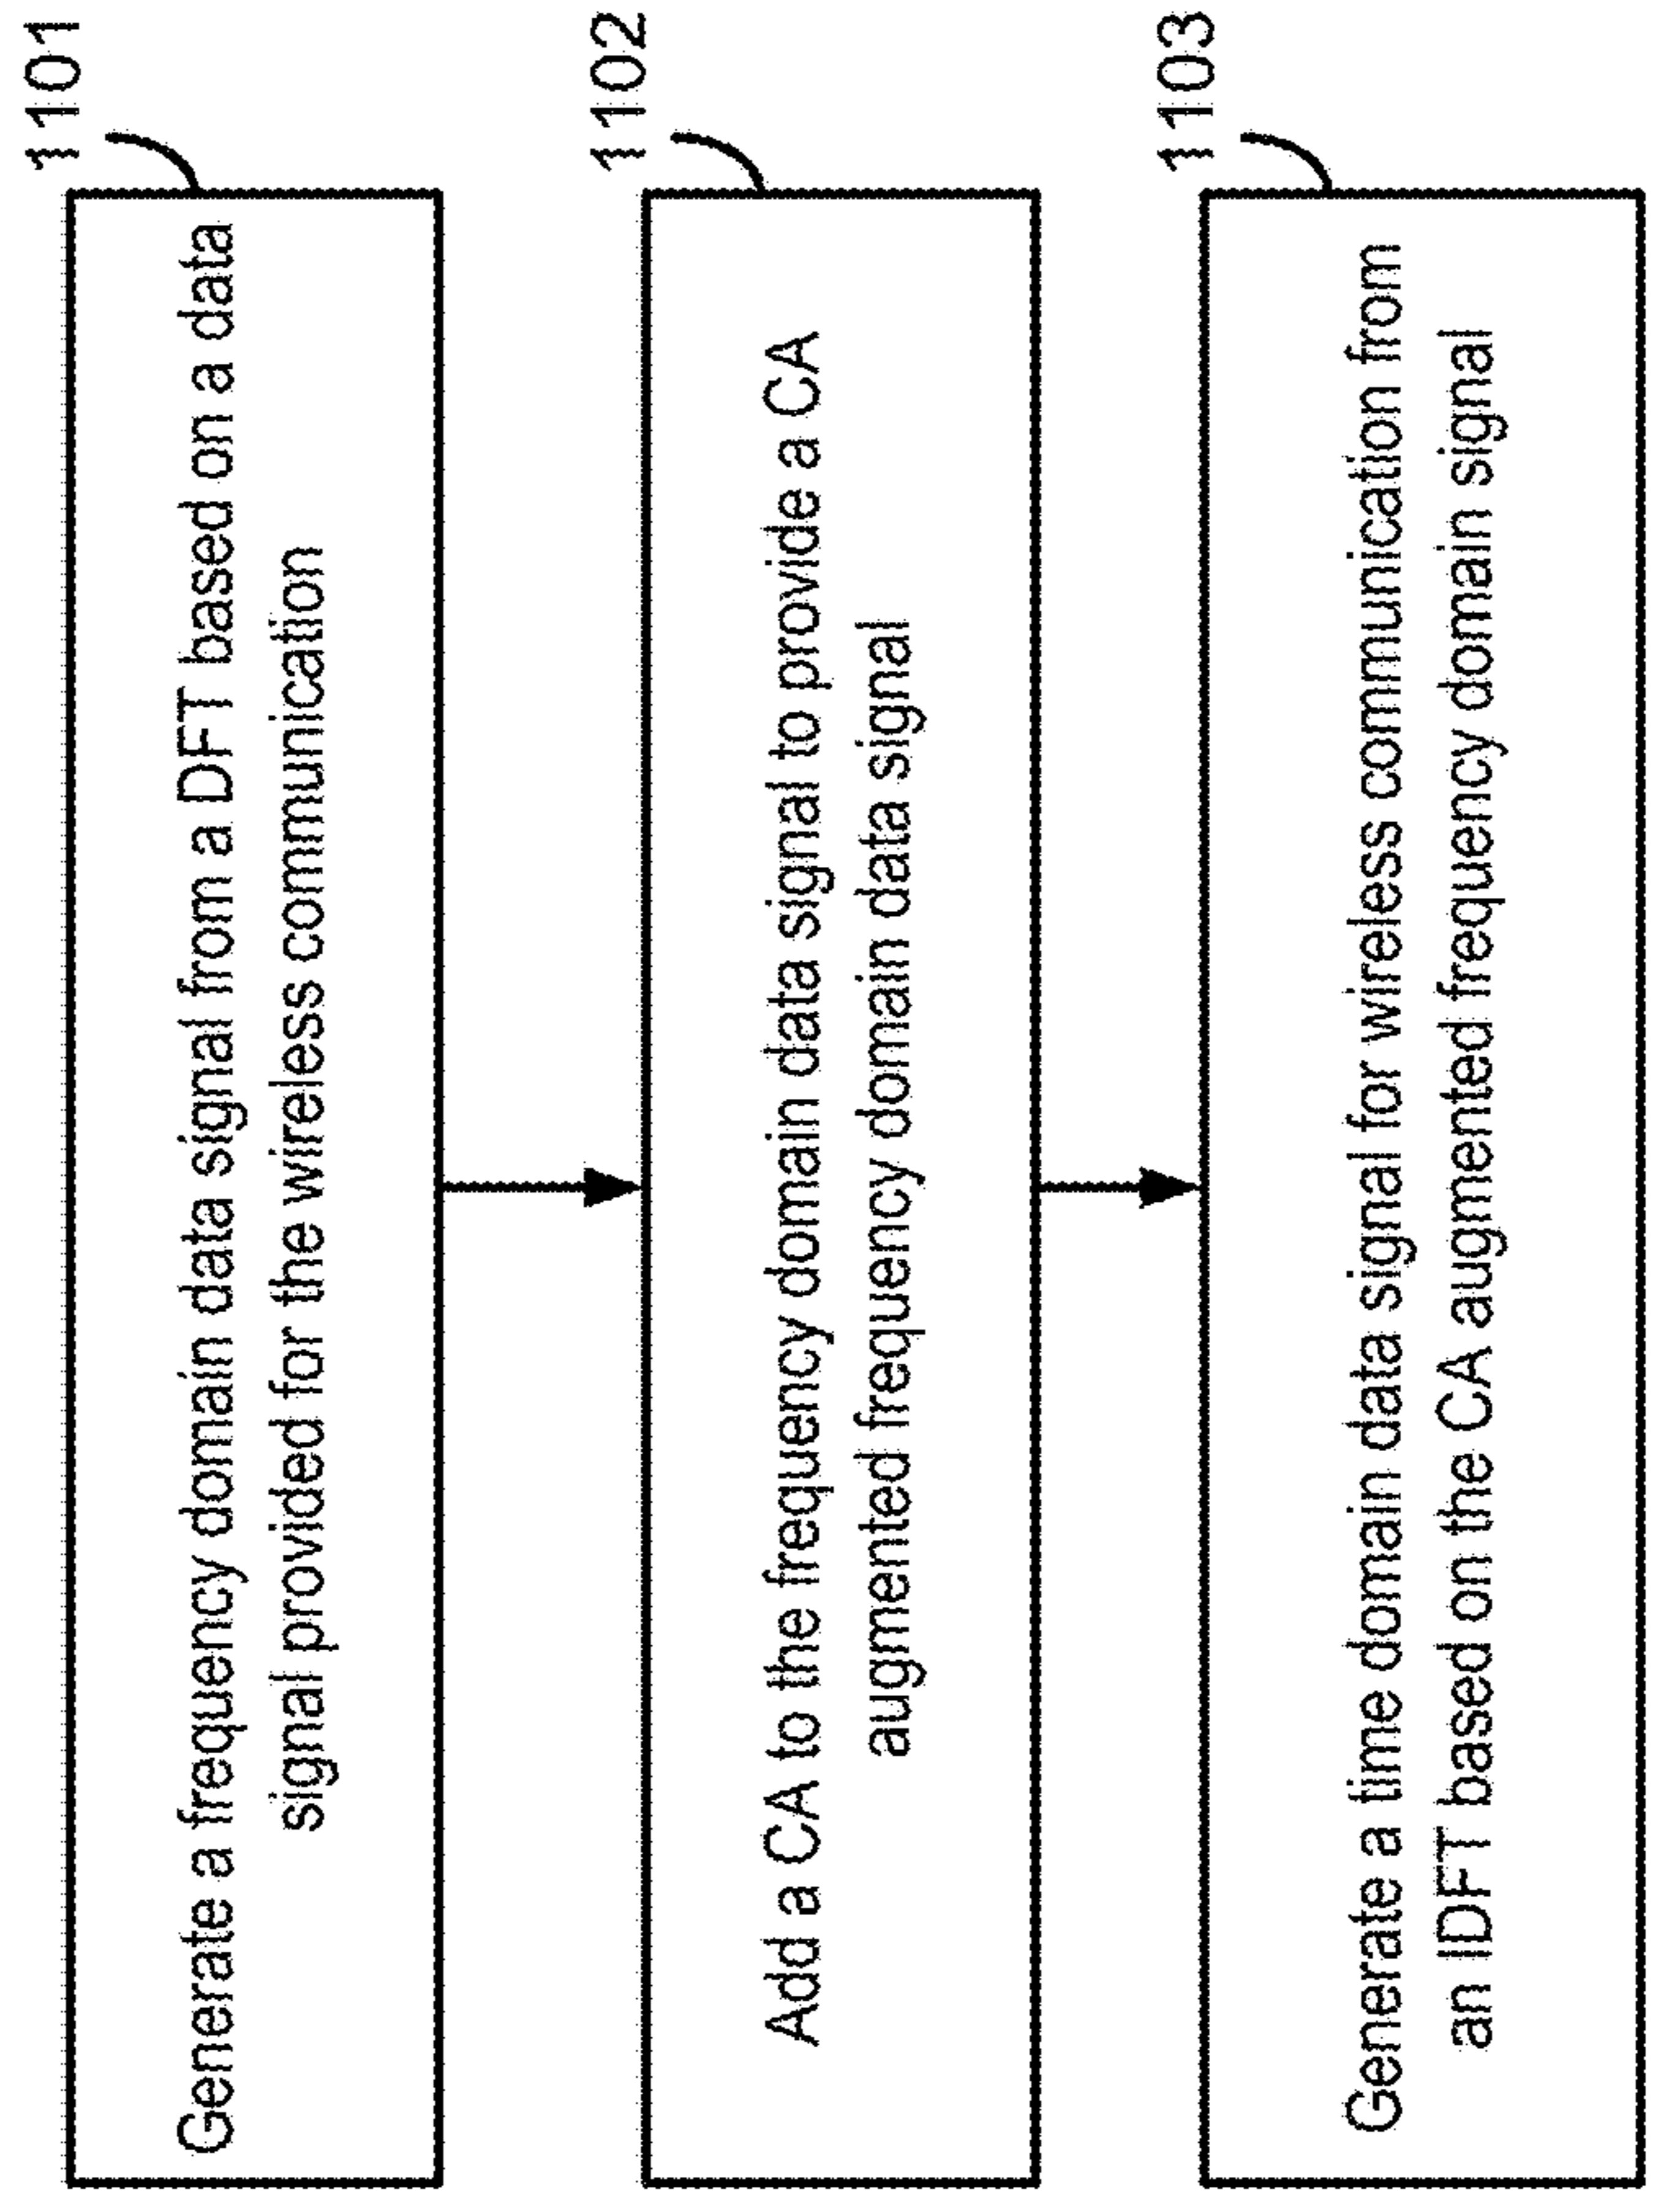 1101
Generate a frequency domain data signal from a DFT based on a data
signal provided for the wireless communication
1102
Add a CA to the frequency domain data signal to provide a CA
augmented frequency domain data signal
1103
Generate a time domain data signal for wireless communication from
an IDFT based on the CA augmented frequency domain signal